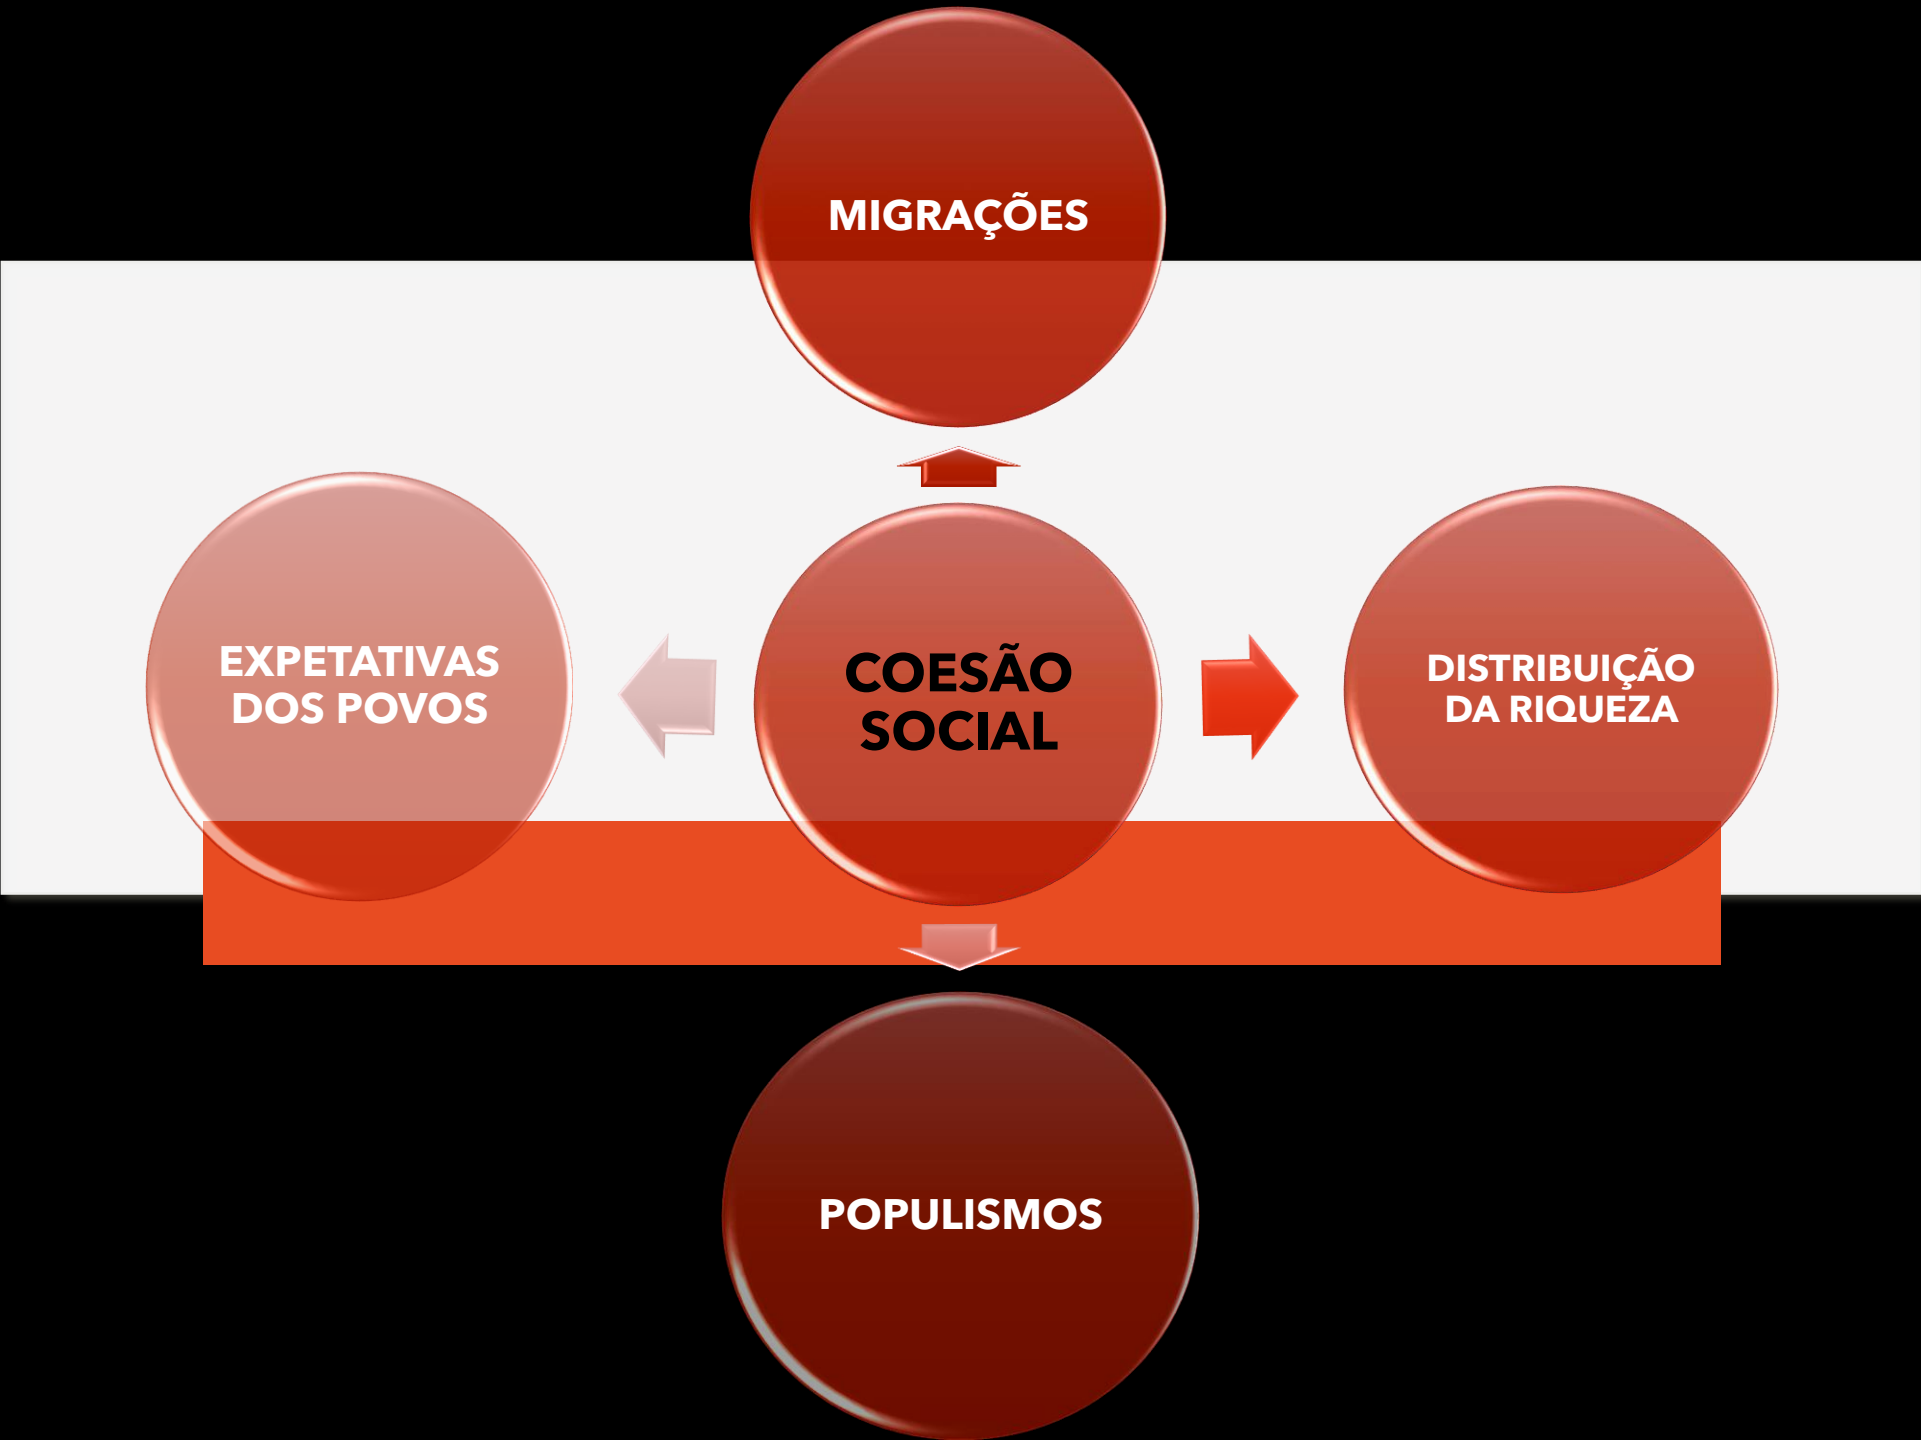 MIGRAÇÕES
EXPETATIVAS
DOS POVOS
COESÃO
SOCIAL
DISTRIBUIÇÃO
DA RIQUEZA
POPULISMOS